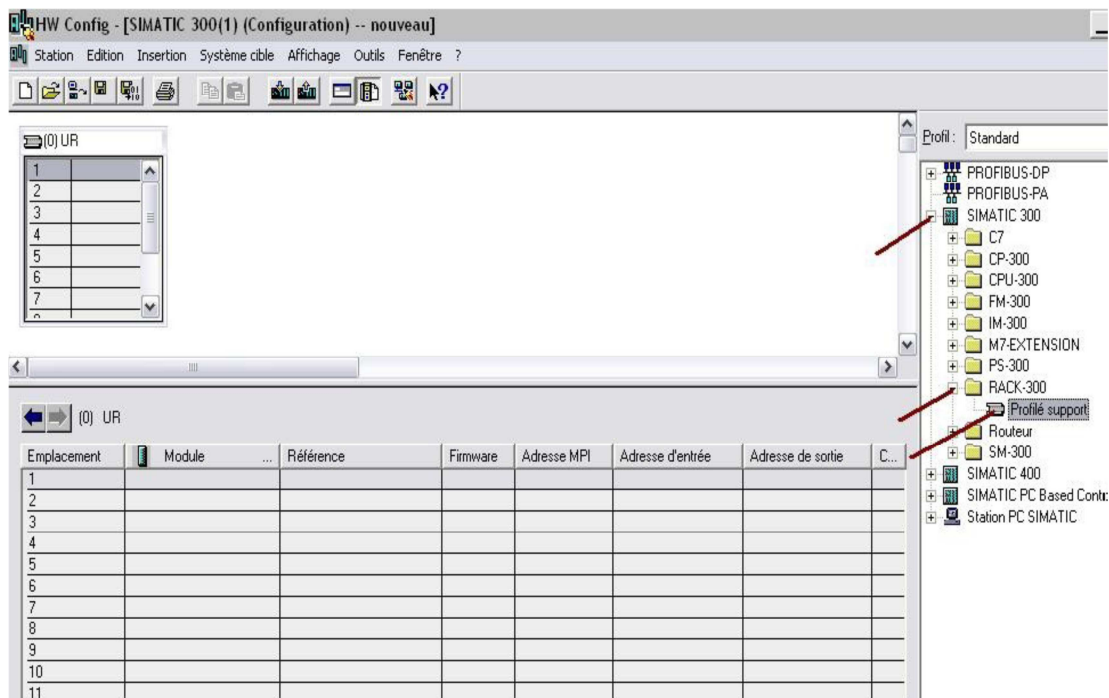 HW Config - [SIMATIC 300(1) (Configuration) -- nouveau]
Station Edition Insertion Système cible Affichage Outils Fenêtre ?
(0) UR
1
2
3
4
5
6
7
Profil : Standard
PROFIBUS-DP
PROFIBUS-PA
SIMATIC 300
C7
CP-300
CPU-300
FM-300
IM-300
M7-EXTENSION
PS-300
RACK-300
Profilé support
Routeur
SM-300
SIMATIC 400
SIMATIC PC Based
Station PC SIMATIC
(0) UR
Emplacement Module ... Référence Firmware Adresse MPI Adresse d'entrée Adresse de sortie C...
1
2
3
4
5
6
7
8
9
10
11